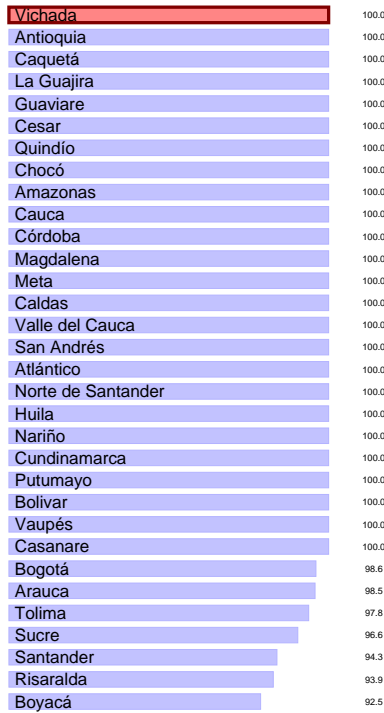 Vichada 100.0
Antioquia 100.0
Caquetá 100.0
La Guajira 100.0
Guaviare 100.0
Cesar 100.0
Quindío 100.0
Chocó 100.0
Amazonas 100.0
Cauca 100.0
Córdoba 100.0
Magdalena 100.0
Meta 100.0
Caldas 100.0
Valle del Cauca 100.0
San Andrés 100.0
Atlántico 100.0
Norte de Santander 100.0
Huila 100.0
Nariño 100.0
Cundinamarca 100.0
Putumayo 100.0
Bolivar 100.0
Vaupés 100.0
Casanare 100.0
Bogotá 98.6
Arauca 98.5
Tolima 97.8
Sucre 96.6
Santander 94.3
Risaralda 93.9
Boyacá 92.5